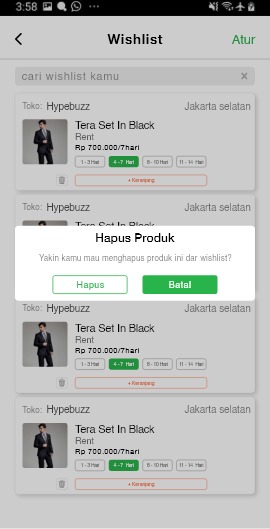 3:58
Wishlist
Atur
cari wishlist kamu
Toko: Hypebuzz
Jakarta selatan
Tera Set In Black
Rent
Rp 700.000/7hari
1 - 3 Hari
4 - 7 Hari
8 - 10 Hari
11 - 14 Hari
+ Keranjang
Toko: Hypebuzz
Jakarta selatan
Tera Set In Black
Hapus Produk
Yakin kamu mau menghapus produk ini dar wishlist?
Hapus
Batal
Toko: Hypebuzz
Jakarta selatan
Tera Set In Black
Rent
Rp 700.000/7hari
1 - 3 Hari
4 - 7 Hari
8 - 10 Hari
11 - 14 Hari
+ Keranjang
Toko: Hypebuzz
Jakarta selatan
Tera Set In Black
Rent
Rp 700.000/7hari
1 - 3 Hari
4 - 7 Hari
8 - 10 Hari
11 - 14 Hari
+ Keranjang